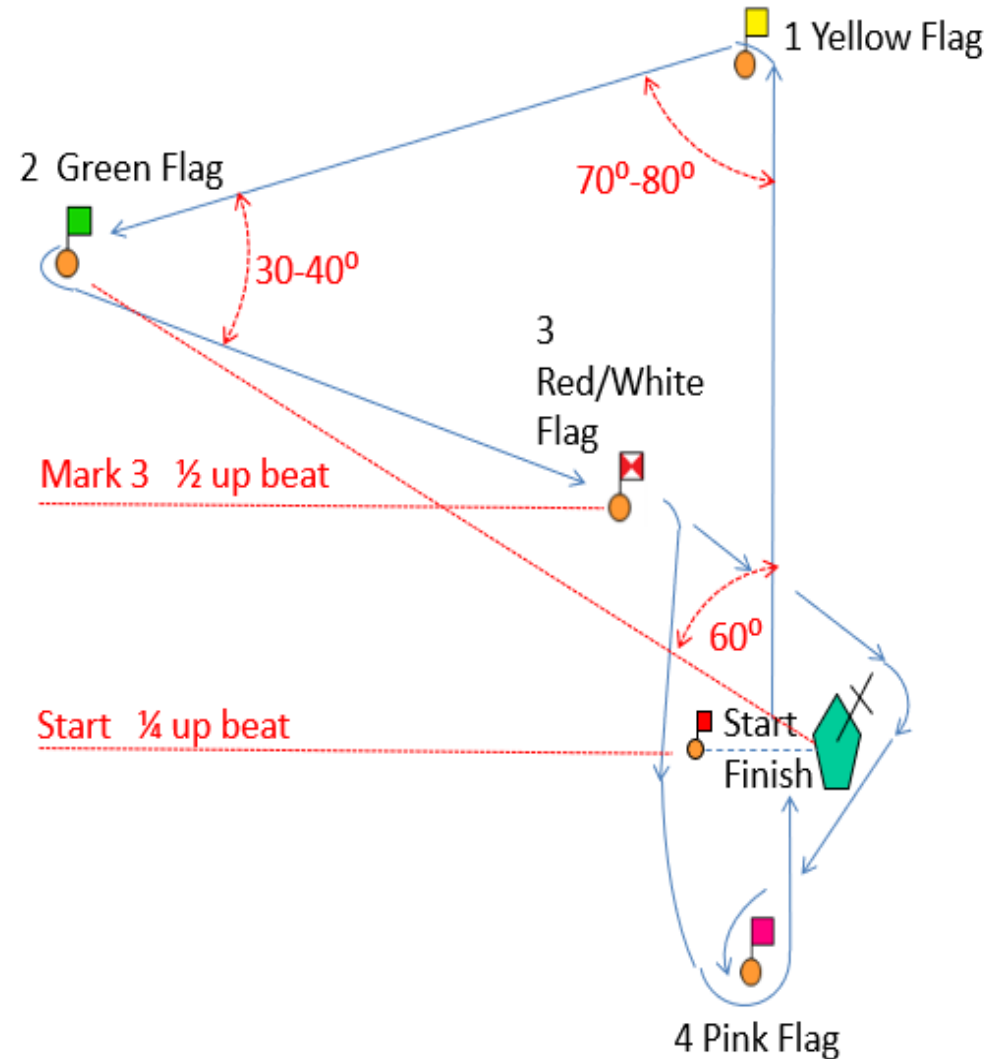 1 Yellow Flag
70⁰-80⁰
2  Green Flag
30-40⁰
3
Red/White
Flag
Mark 3   ½ up beat
60⁰
Start   ¼ up beat
Start
Finish
4 Pink Flag